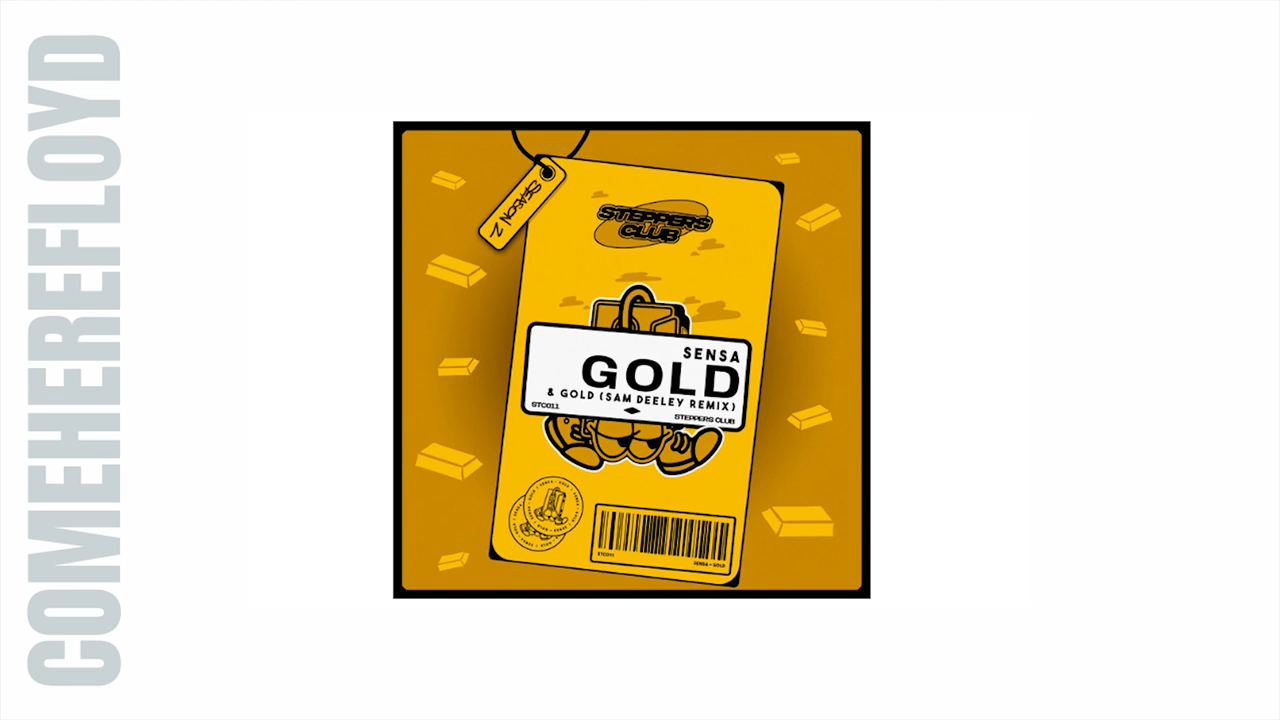 COMEHEREFLOYD
SEASON 2
STEPPERS
CLUB
SENSA
GOLD
& GOLD (SAM DEELEY REMIX)
STC011
STEPPERS CLUB
STC011
SENSA - GOLD